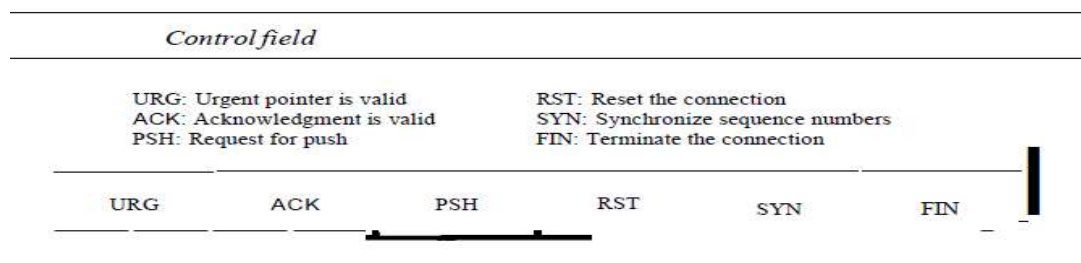 Control field
URG: Urgent pointer is valid RST: Reset the connection
ACK: Acknowledgment is valid SYN: Synchronize sequence numbers
PSH: Request for push FIN: Terminate the connection
URG ACK PSH RST SYN FIN